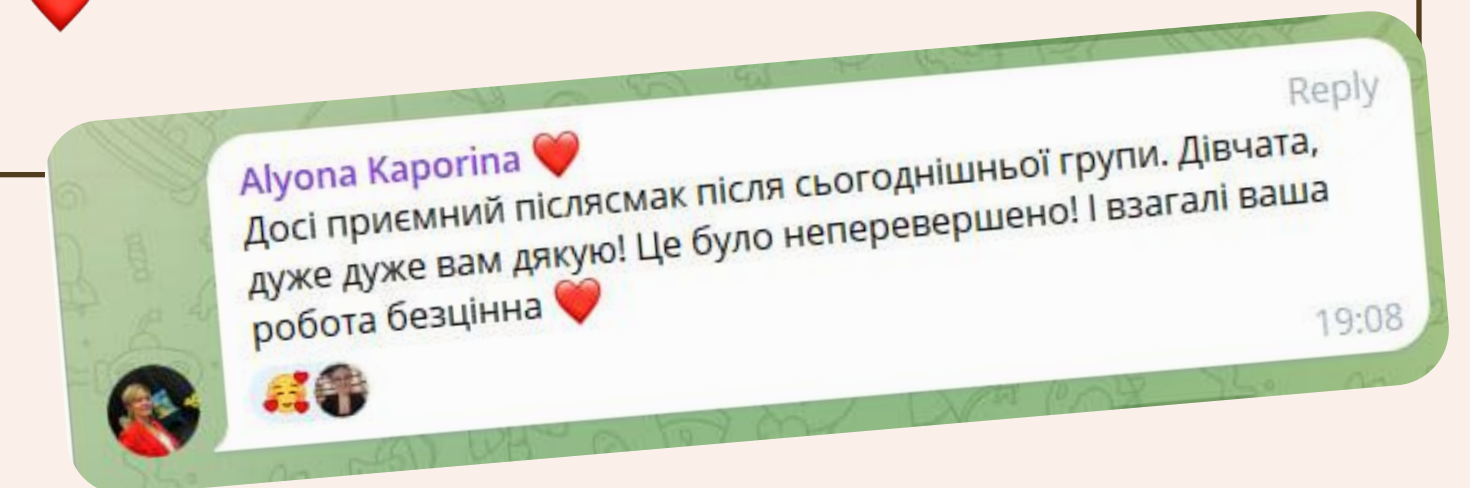 Reply
Alyona Kaporina ❤️
Досі приємний післясмак після сьогоднішньої групи. Дівчата,
дуже дуже вам дякую! Це було неперевершено! І взагалі ваша
робота безцінна ❤️
19:08